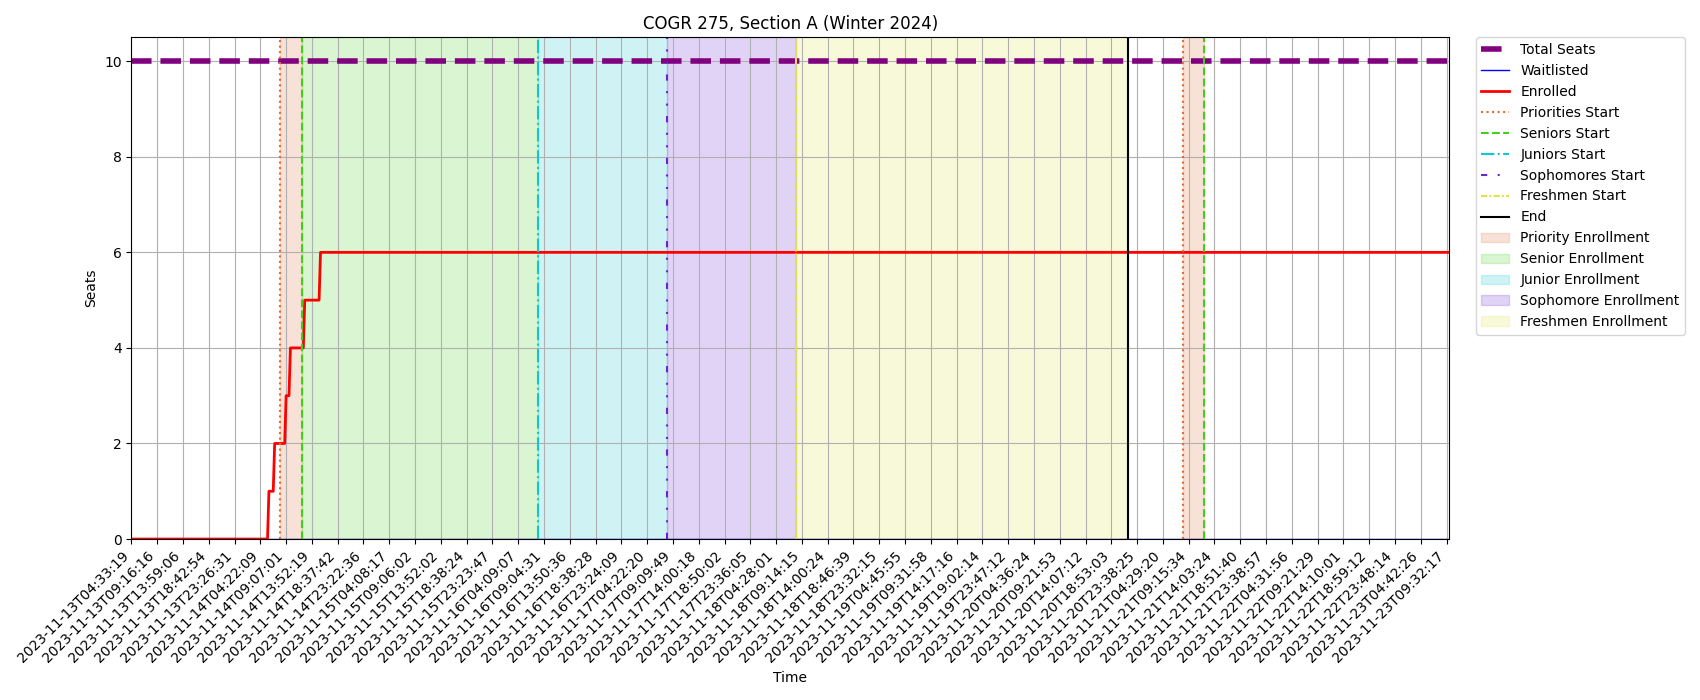 COGR 275, Section A (Winter 2024)
Total Seats
Waitlisted
Enrolled
Priorities Start
Seniors Start
Juniors Start
Sophomores Start
Freshmen Start
End
Priority Enrollment
Senior Enrollment
Junior Enrollment
Sophomore Enrollment
Freshmen Enrollment
Seats
10
8
6
4
2
0
2023-11-13T04:33:19
2023-11-13T09:16:16
2023-11-13T13:59:06
2023-11-13T18:42:54
2023-11-13T23:26:31
2023-11-14T04:22:09
2023-11-14T09:07:01
2023-11-14T13:52:19
2023-11-14T18:37:42
2023-11-14T23:22:36
2023-11-15T04:08:17
2023-11-15T09:06:02
2023-11-15T13:52:02
2023-11-15T18:38:24
2023-11-15T23:23:47
2023-11-16T04:09:07
2023-11-16T09:04:31
2023-11-16T13:50:36
2023-11-16T18:38:28
2023-11-16T23:24:09
2023-11-17T04:22:20
2023-11-17T09:09:49
2023-11-17T14:00:18
2023-11-17T18:50:02
2023-11-17T23:36:05
2023-11-18T04:28:01
2023-11-18T09:14:15
2023-11-18T14:00:24
2023-11-18T18:46:39
2023-11-18T23:32:15
2023-11-19T04:45:55
2023-11-19T09:31:58
2023-11-19T14:17:16
2023-11-19T19:02:14
2023-11-19T23:47:12
2023-11-20T04:36:24
2023-11-20T09:21:53
2023-11-20T14:07:12
2023-11-20T18:53:03
2023-11-20T23:38:25
2023-11-21T04:29:20
2023-11-21T09:15:34
2023-11-21T14:03:24
2023-11-21T18:51:40
2023-11-21T23:38:57
2023-11-22T04:31:56
2023-11-22T09:21:29
2023-11-22T14:10:01
2023-11-22T18:59:12
2023-11-22T23:48:14
2023-11-23T04:42:26
2023-11-23T09:32:17
Time